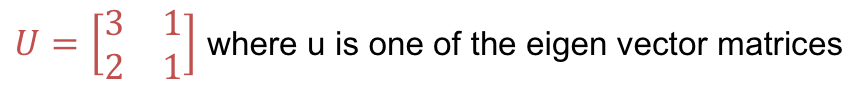 U = [3 1 2 1] where u is one of the eigen vector matrices